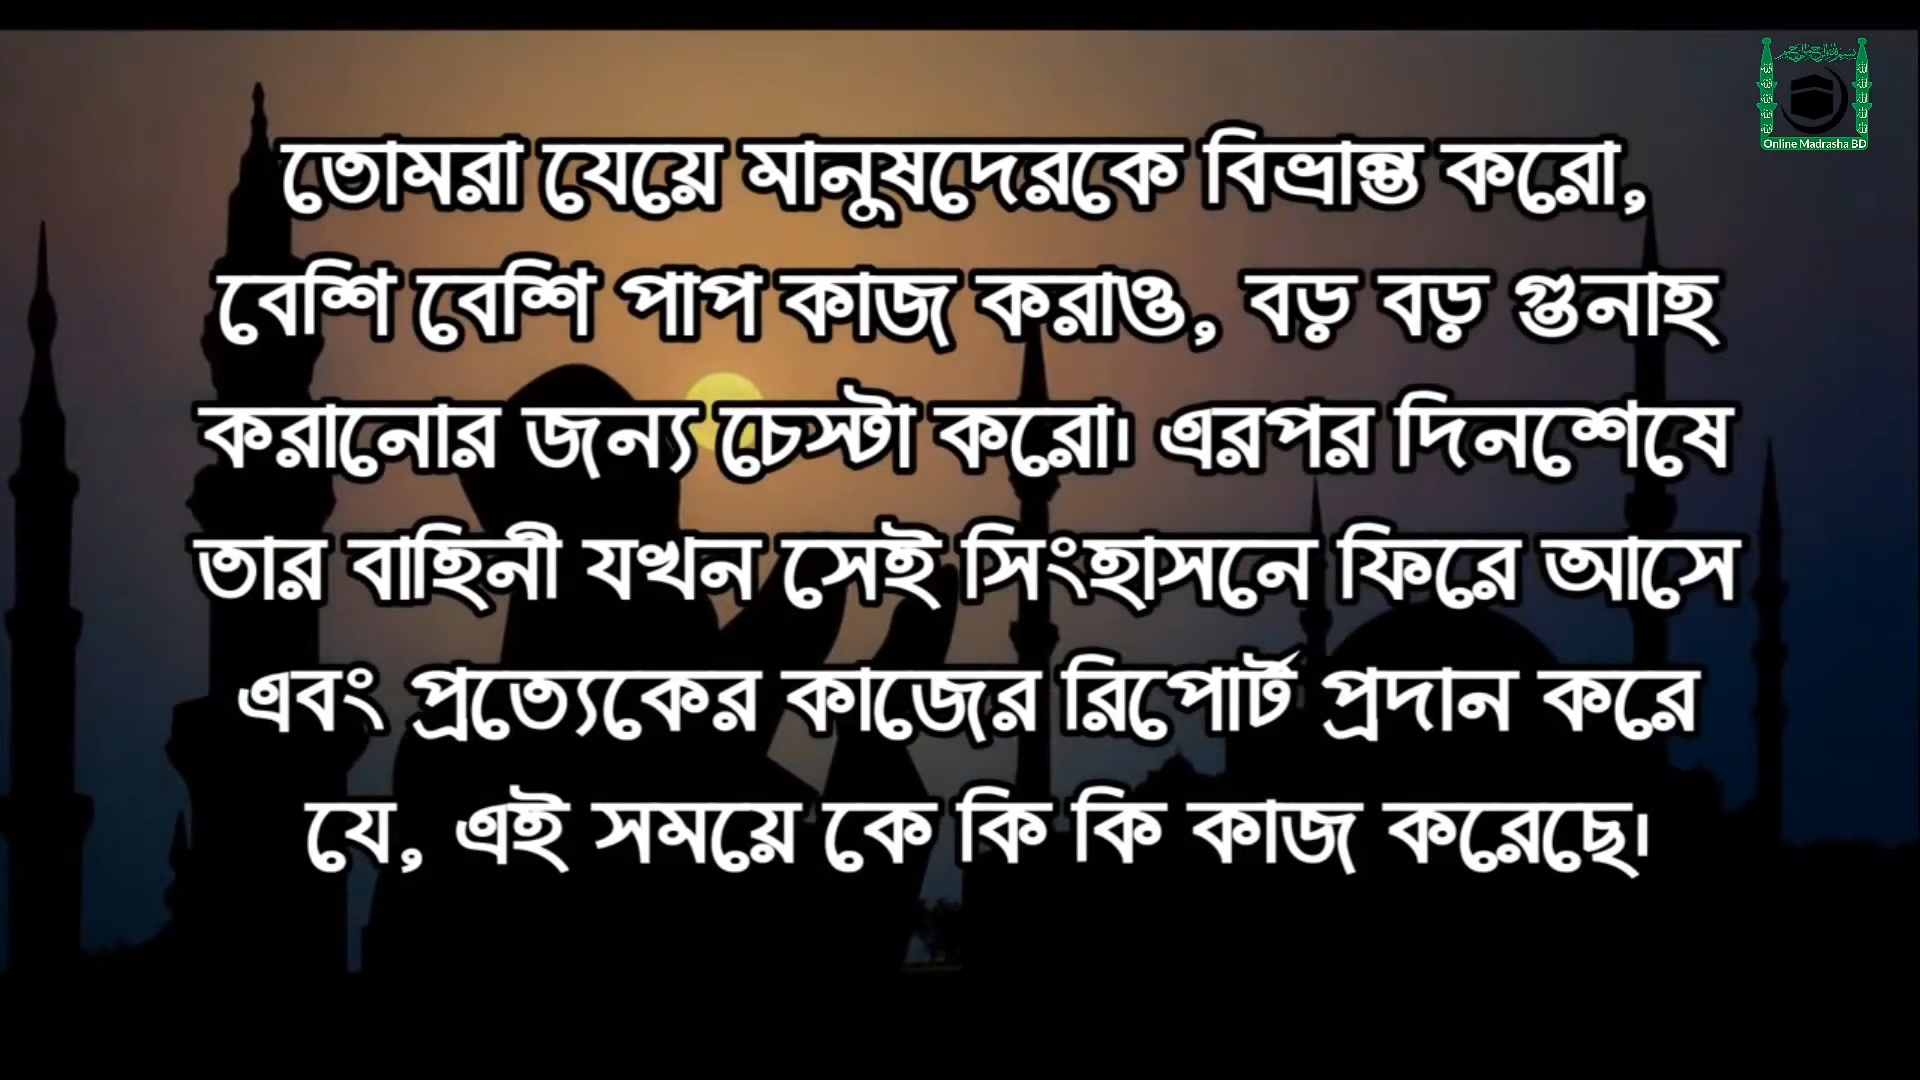 Online Madrasha BD
তোমরা যেয়ে মানুষদেরকে বিভ্রান্ত করো,
বেশি বেশি পাপ কাজ করাও, বড় বড় গুনাহ
করানোর জন্য চেস্টা করো। এরপর দিনশেষে
তার বাহিনী যখন সেই সিংহাসনে ফিরে আসে
এবং প্রত্যেকের কাজের রিপোর্ট প্রদান করে
যে, এই সময়ে কে কি কি কাজ করেছে।